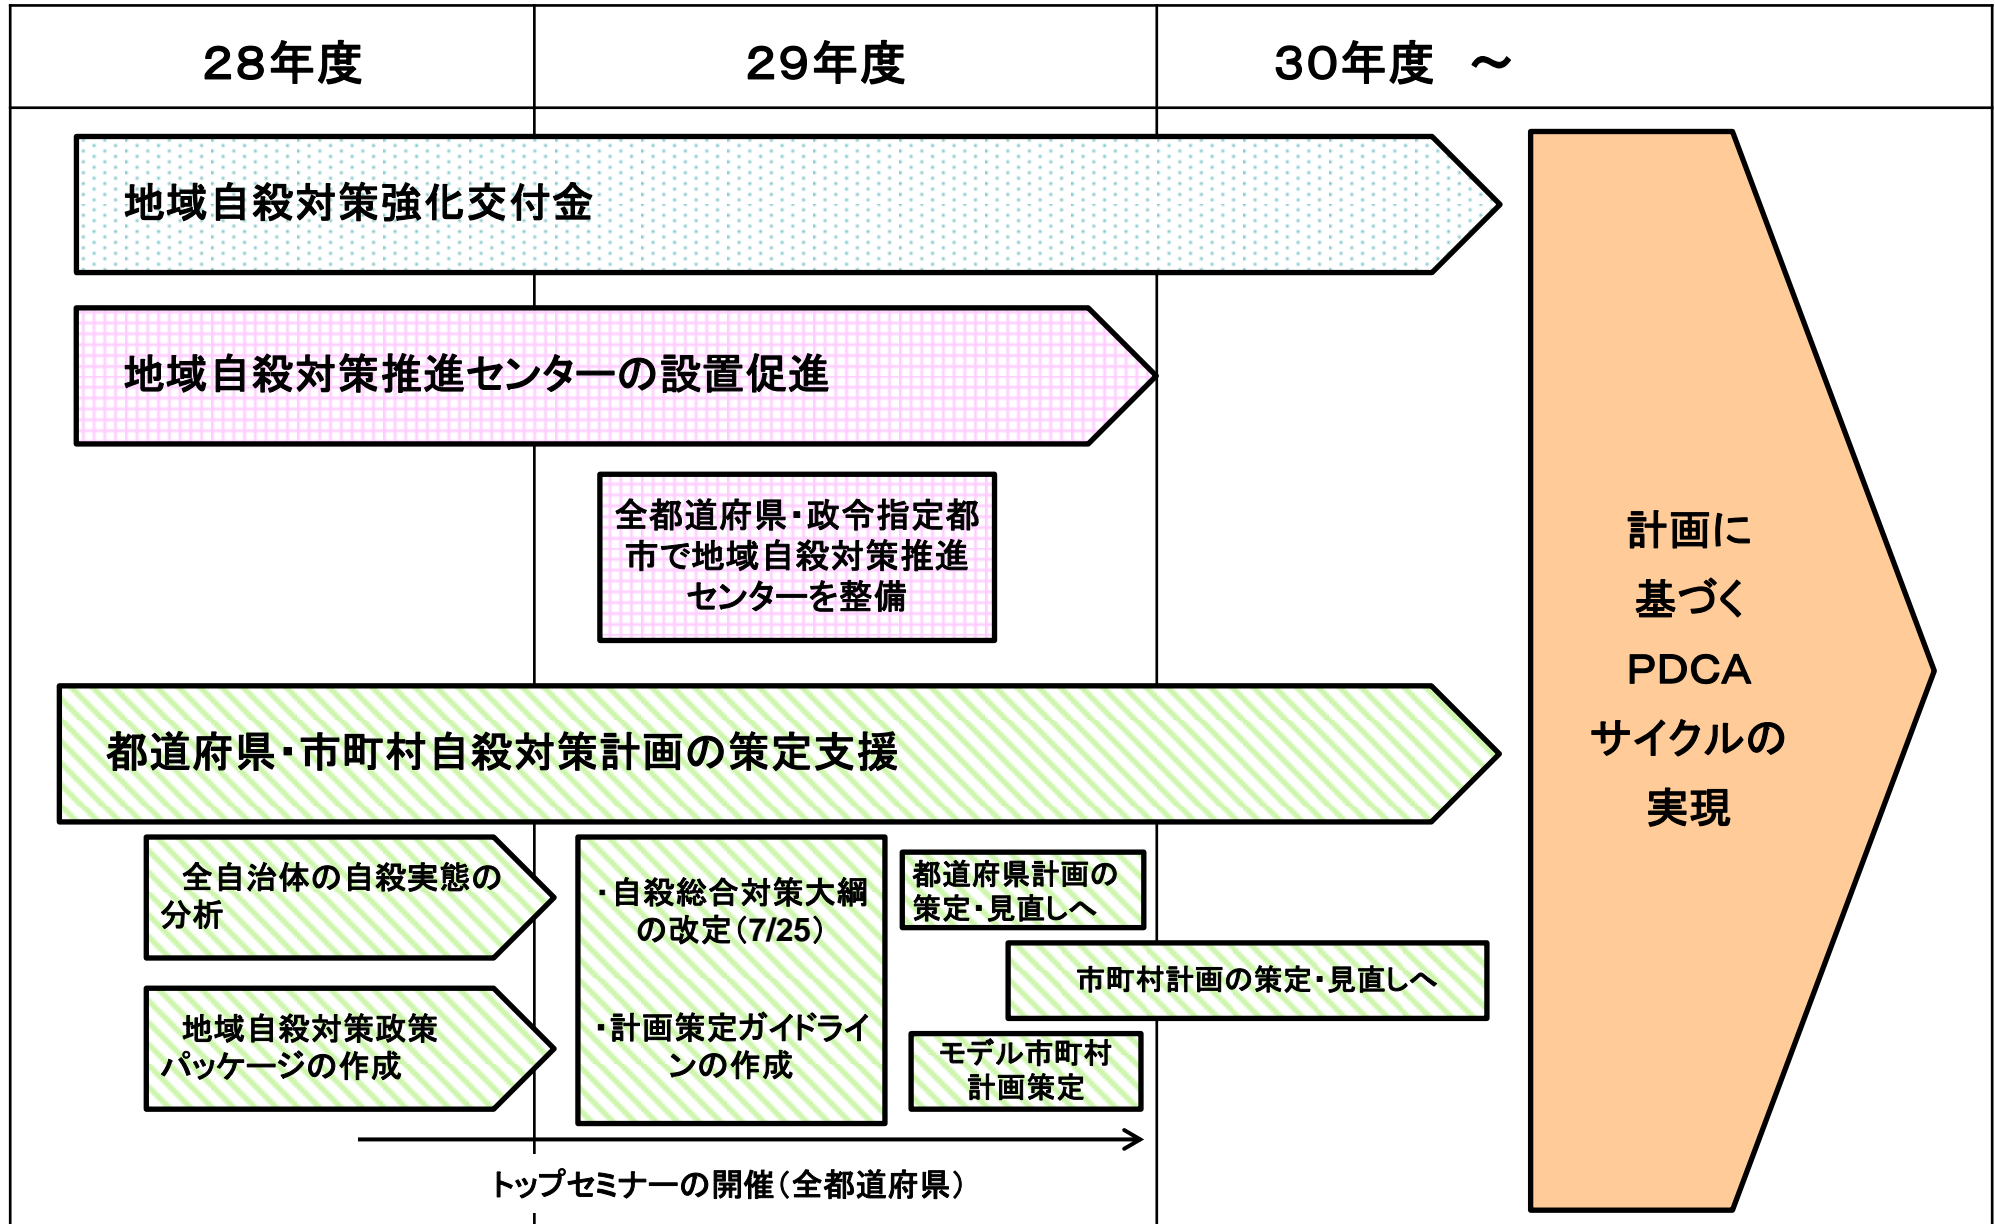 ２８年度
２９年度
３０年度　～
地域自殺対策強化交付金
地域自殺対策推進センターの設置促進
全都道府県・政令指定都
市で地域自殺対策推進
センターを整備
都道府県・市町村自殺対策計画の策定支援
全自治体の自殺実態の
分析
地域自殺対策政策
パッケージの作成
・自殺総合対策大綱
の改定（7/25）
・計画策定ガイドライ
ンの作成
都道府県計画の
策定・見直しへ
市町村計画の策定・見直しへ
モデル市町村
計画策定
トップセミナーの開催（全都道府県）
計画に
基づく
ＰＤＣＡ
サイクルの
実現